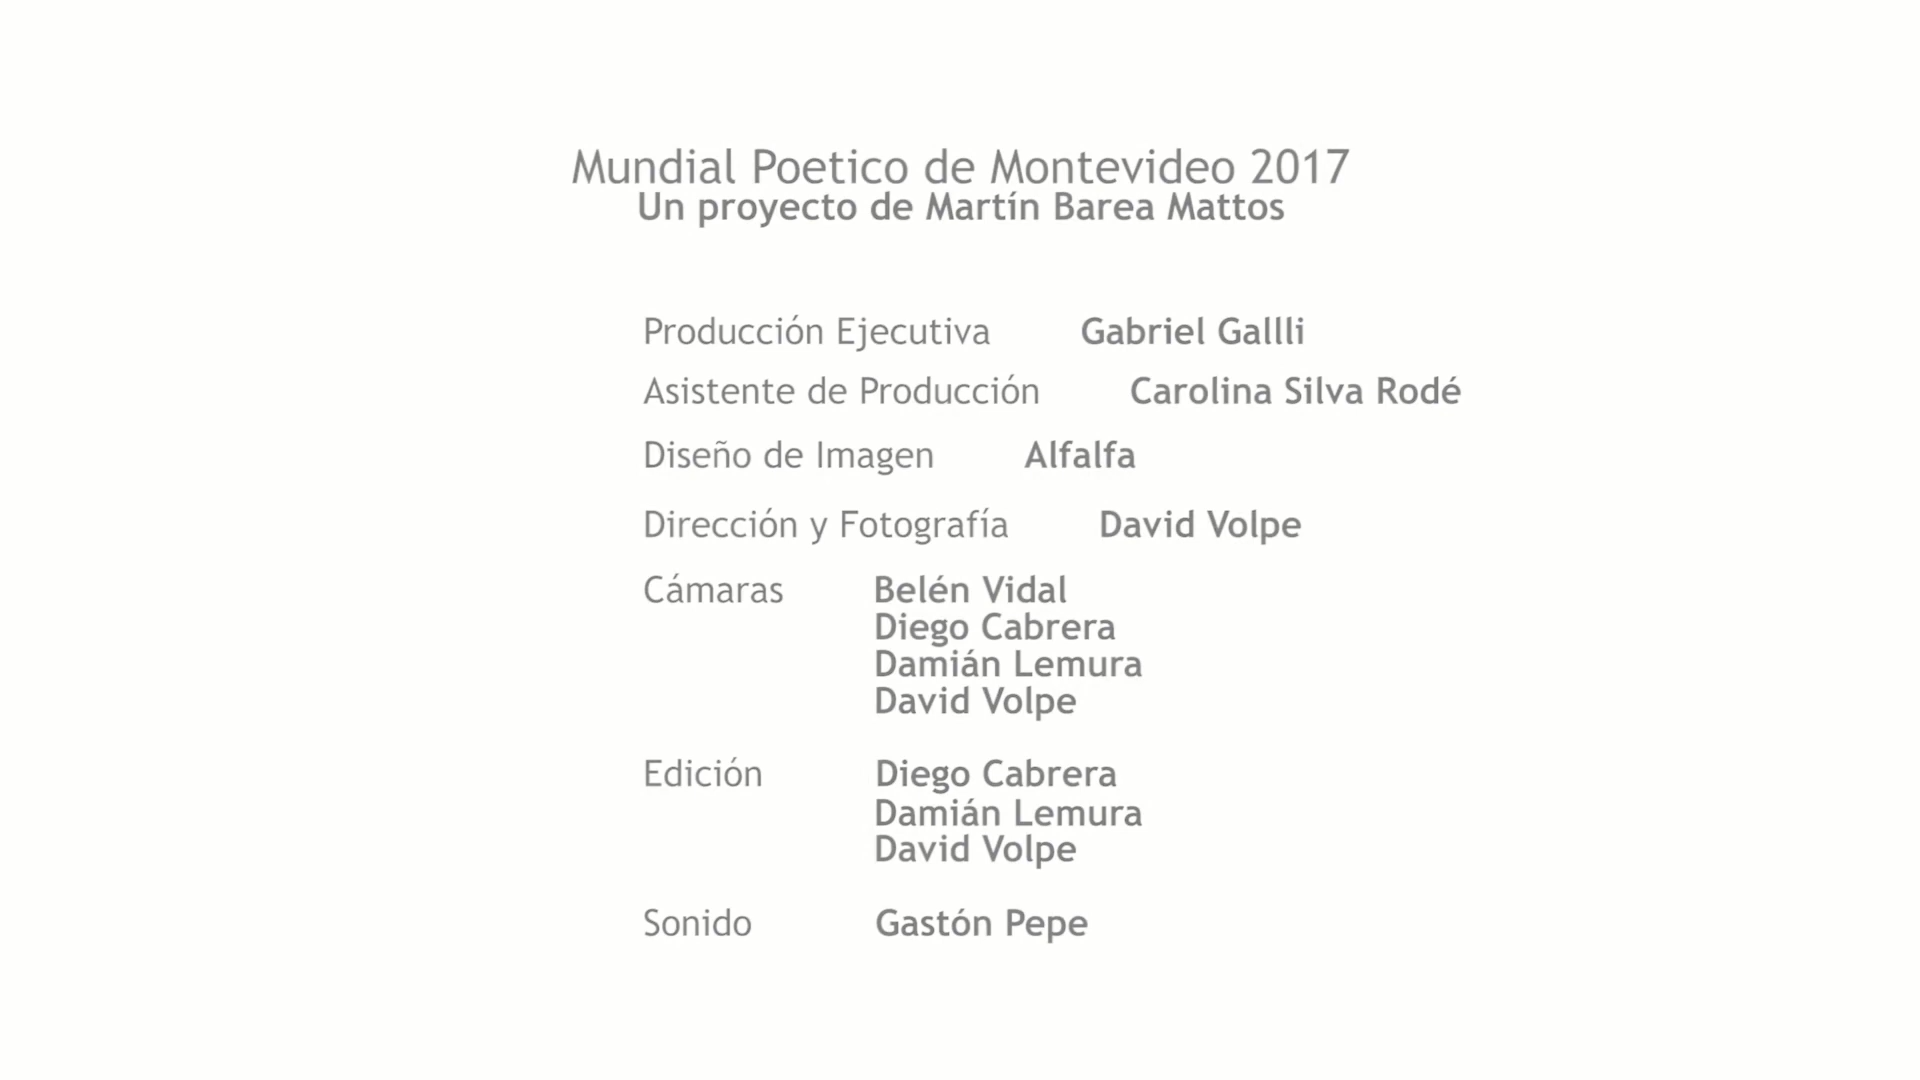 Mundial Poetico de Montevideo 2017
Un proyecto de Martín Barea Mattos
Producción Ejecutiva Gabriel Gallli
Asistente de Producción Carolina Silva Rodé
Diseño de Imagen Alfalfa
Dirección y Fotografía David Volpe
Cámaras Belén Vidal
Diego Cabrera
Damián Lemura
David Volpe
Edición Diego Cabrera
Damián Lemura
David Volpe
Sonido Gastón Pepe